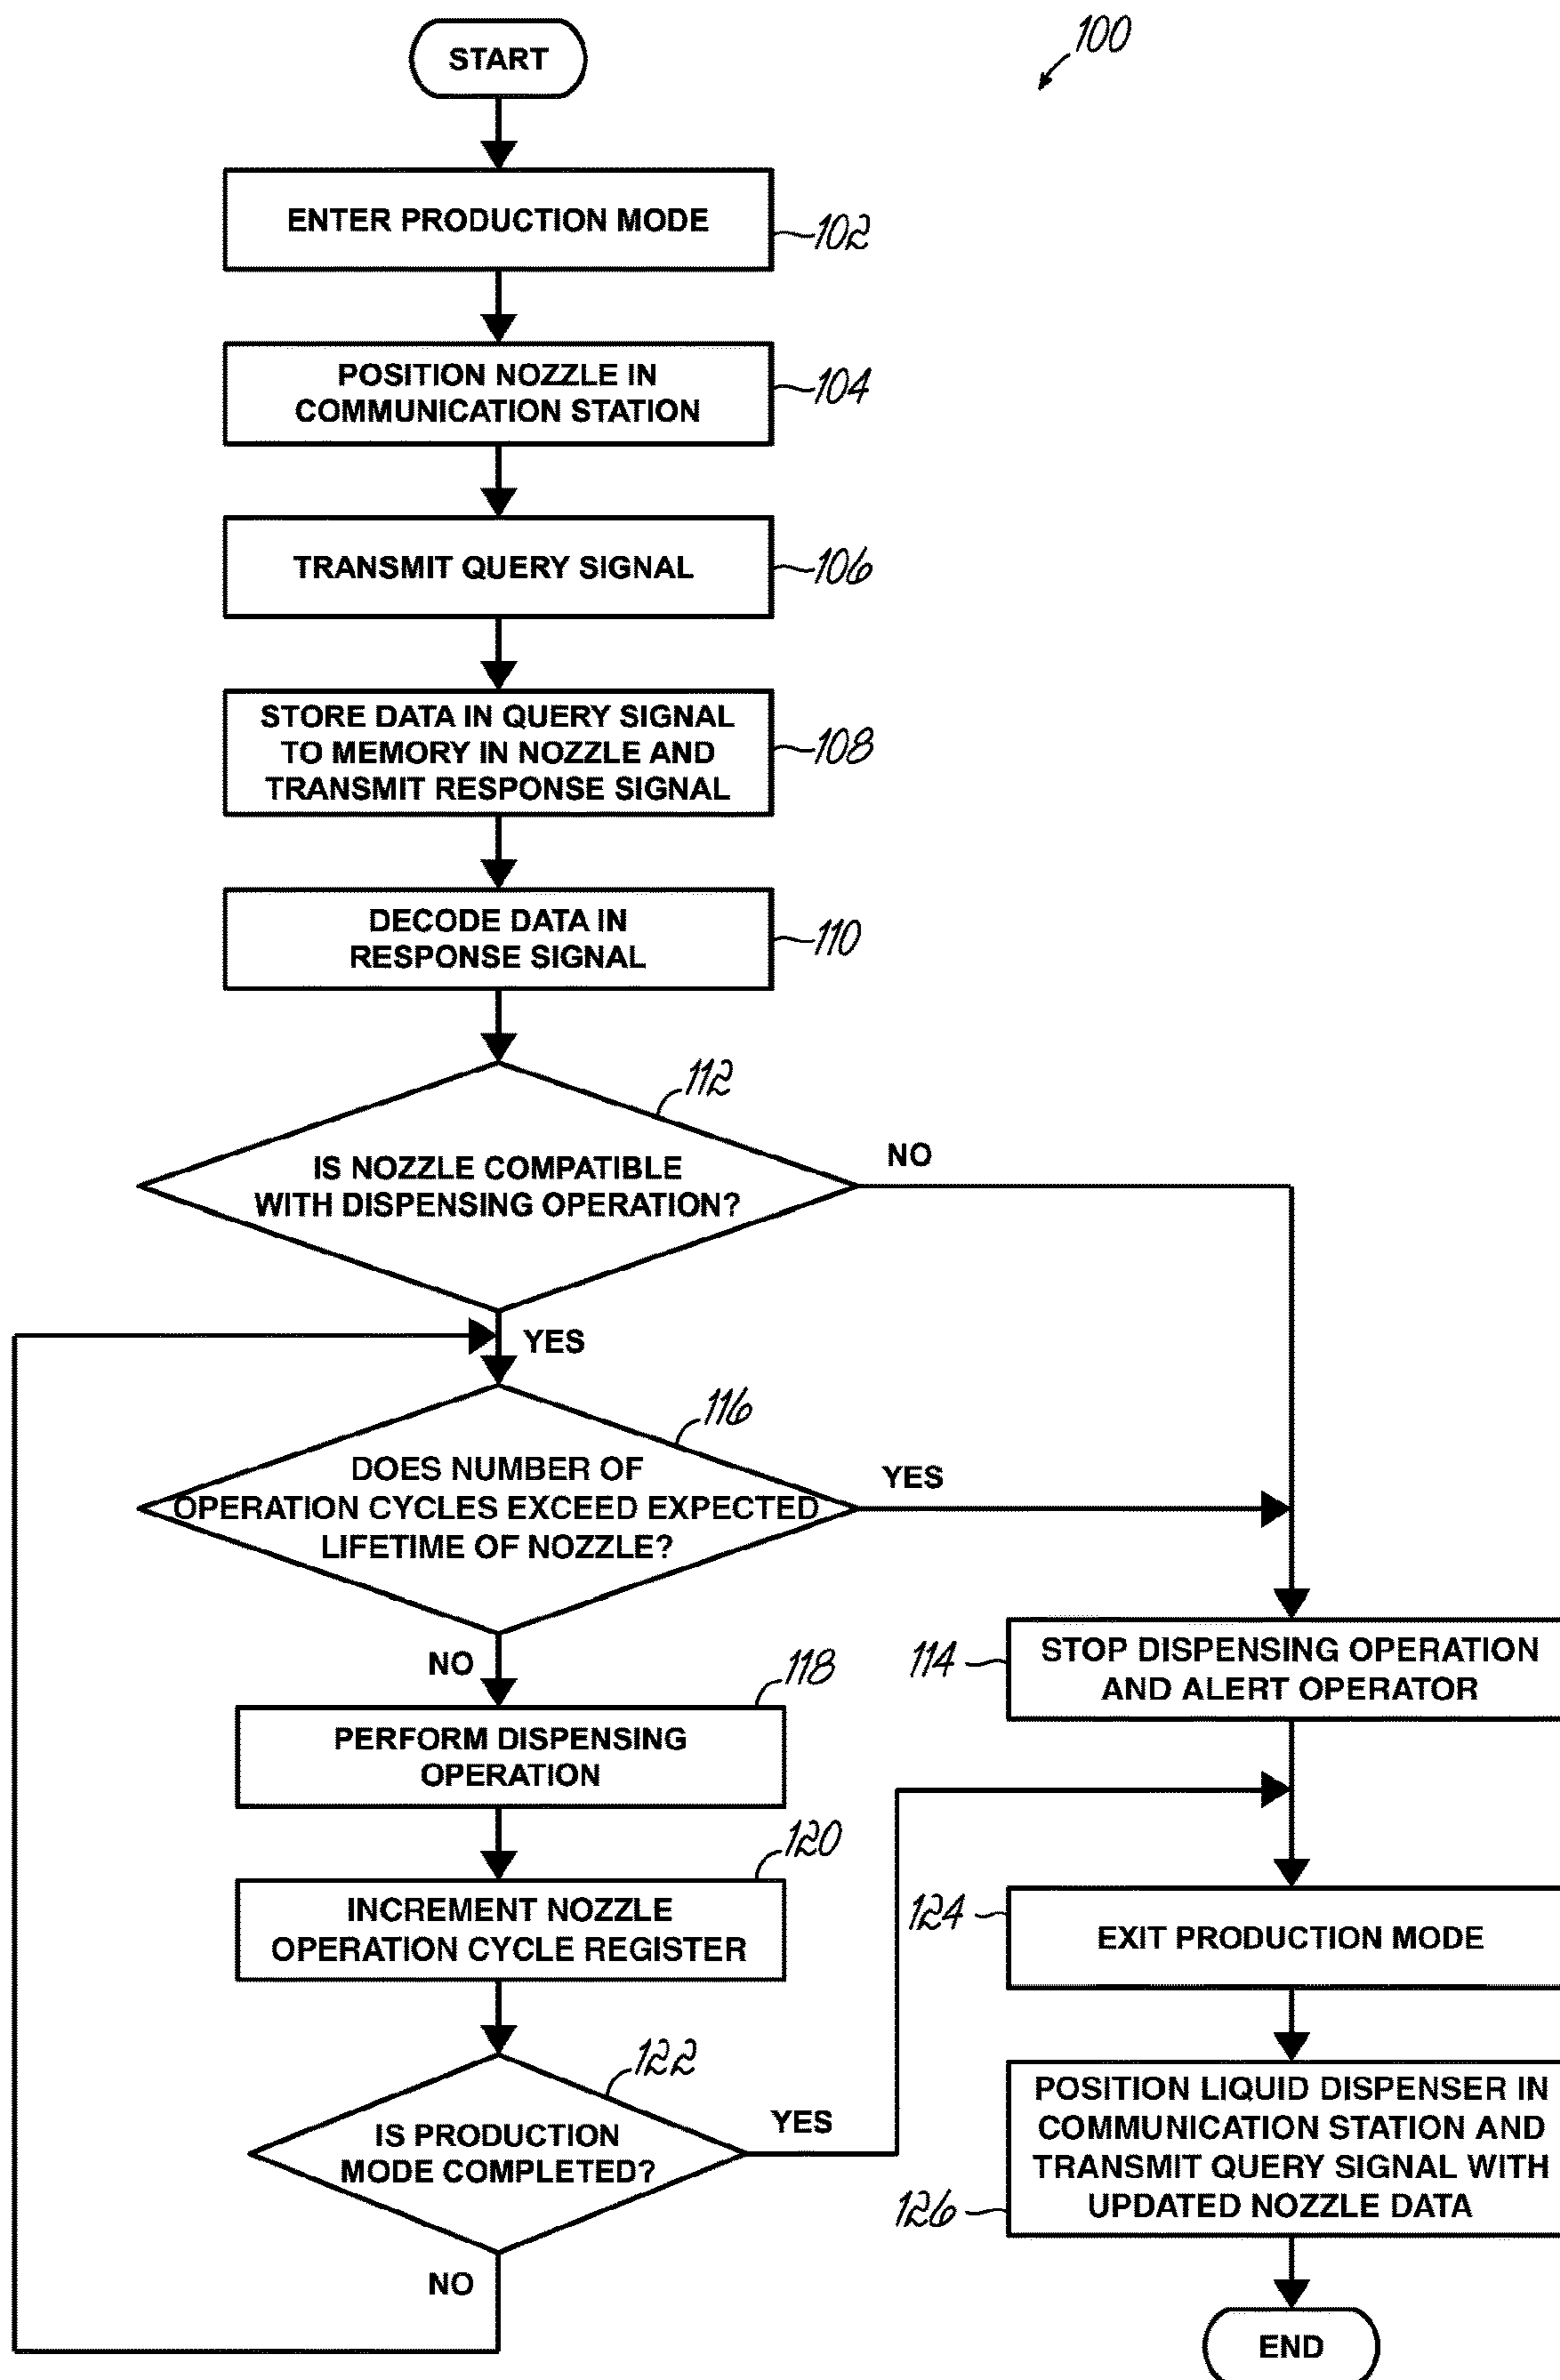 START
100
ENTER PRODUCTION MODE
102
POSITION NOZZLE IN
COMMUNICATION STATION
104
TRANSMIT QUERY SIGNAL
106
STORE DATA IN QUERY SIGNAL
TO MEMORY IN NOZZLE AND
TRANSMIT RESPONSE SIGNAL
108
DECODE DATA IN
RESPONSE SIGNAL
110
112
IS NOZZLE COMPATIBLE
WITH DISPENSING OPERATION?
NO
YES
116
DOES NUMBER OF
OPERATION CYCLES EXCEED EXPECTED
LIFETIME OF NOZZLE?
YES
NO
114
STOP DISPENSING OPERATION
AND ALERT OPERATOR
118
PERFORM DISPENSING
OPERATION
120
INCREMENT NOZZLE
OPERATION CYCLE REGISTER
124
EXIT PRODUCTION MODE
122
IS PRODUCTION
MODE COMPLETED?
YES
NO
126
POSITION LIQUID DISPENSER IN
COMMUNICATION STATION AND
TRANSMIT QUERY SIGNAL WITH
UPDATED NOZZLE DATA
END